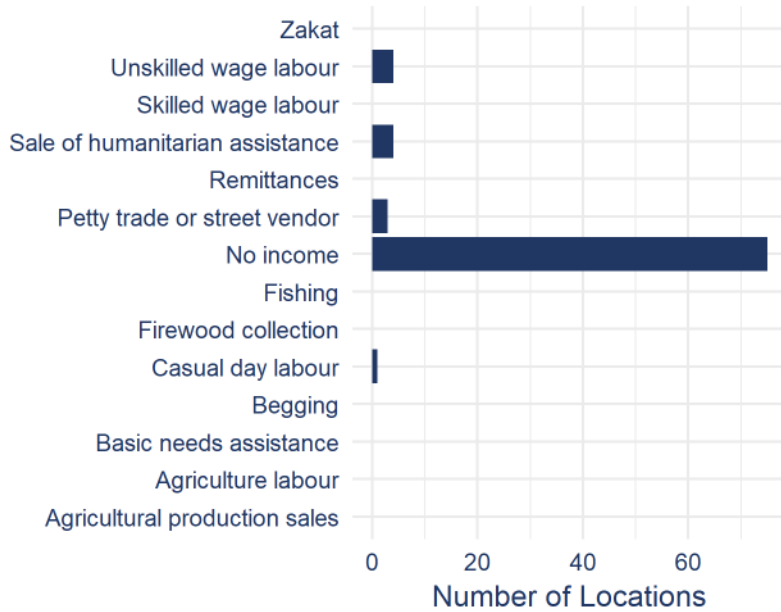 Zakat
Unskilled wage labour
Skilled wage labour
Sale of humanitarian assistance
Remittances
Petty trade or street vendor
No income
Fishing
Firewood collection
Casual day labour
Begging
Basic needs assistance
Agriculture labour
Agricultural production sales
0 20 40 60
Number of Locations